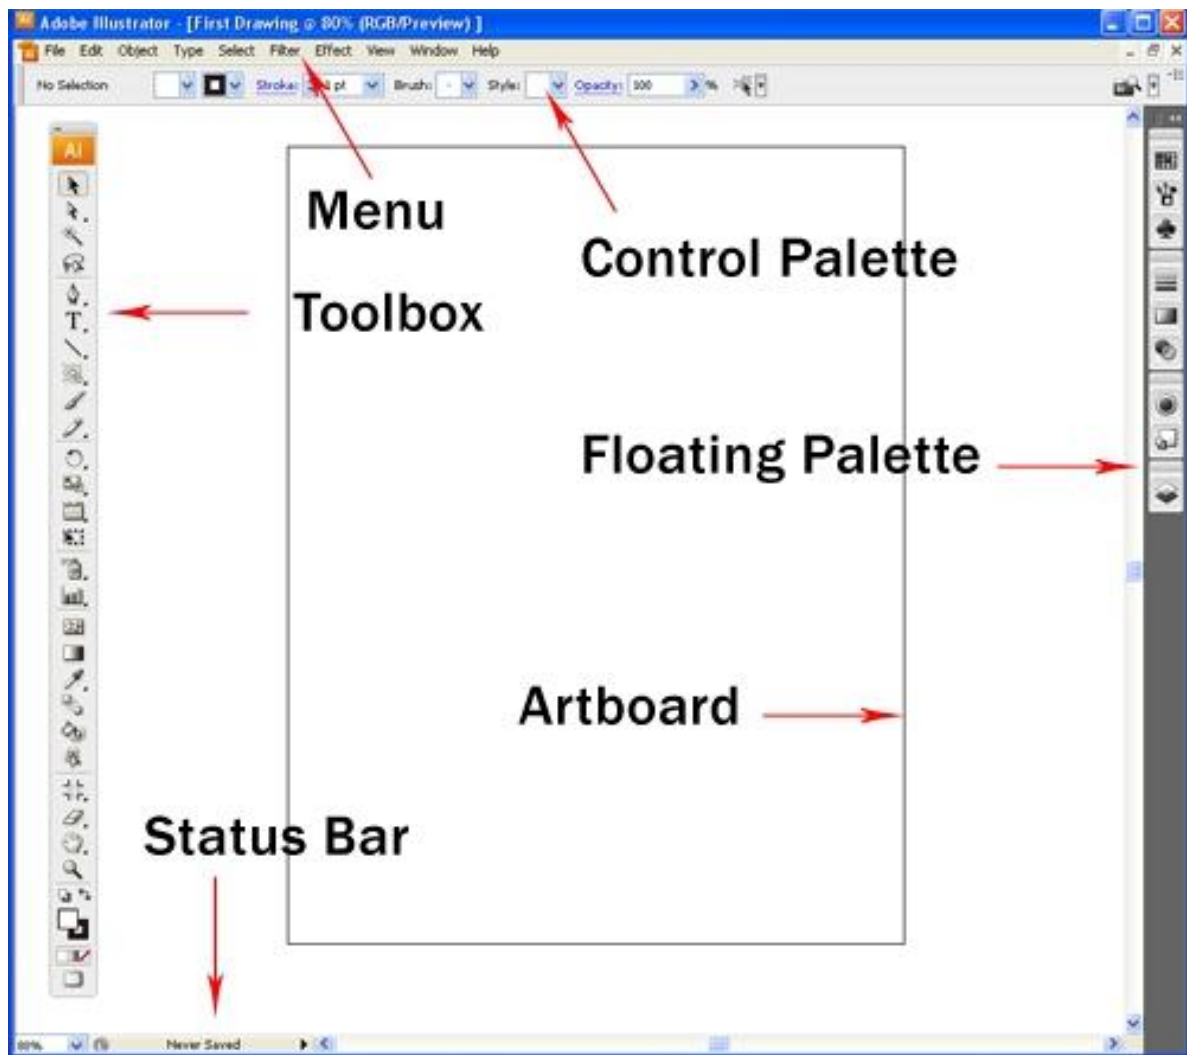 Adobe Illustrator - [First Drawing @ 80% (RGB/Preview) ]
File Edit Object Type Select Filter Effect View Window Help
No Selection Stroke: pt Brush: Style: Opacity: 100 %
Ai
Menu
Control Palette
Toolbox
T
Floating Palette
Artboard
Status Bar
80% Never Saved